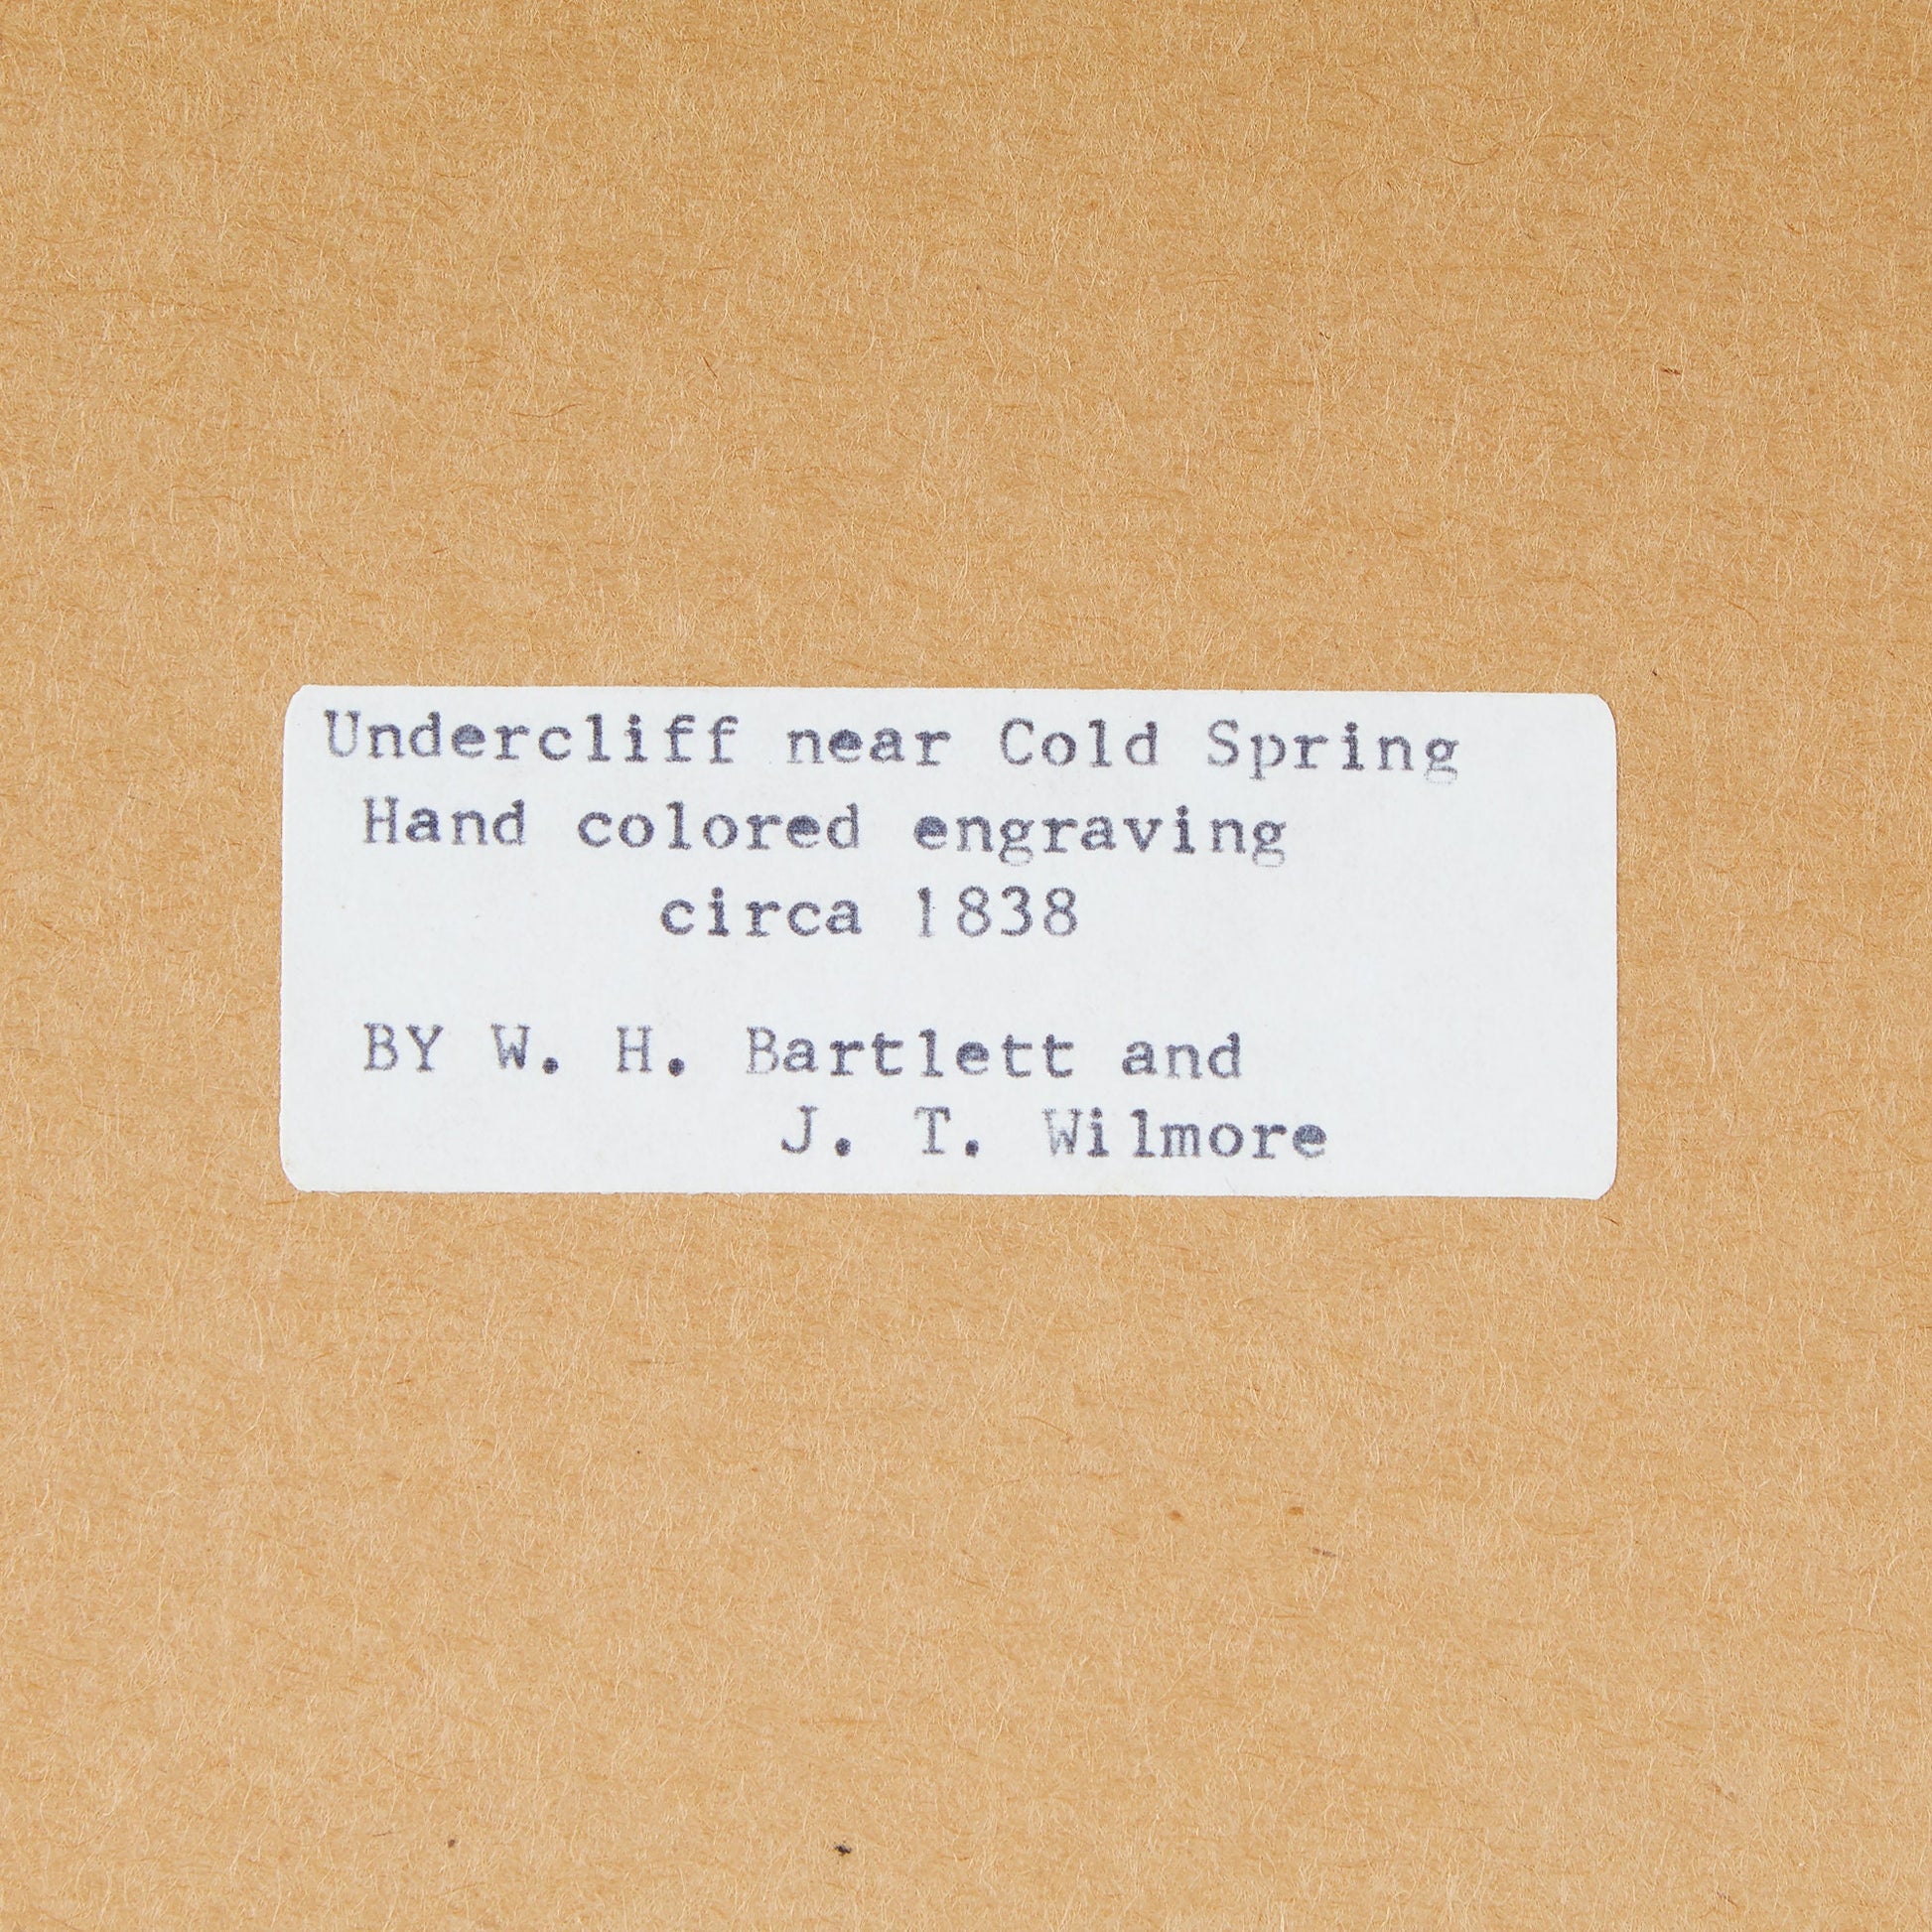 Undercliff near Cold Spring
Hand colored engraving
circa 1838
BY W. H. Bartlett and
J. T. Wilmore